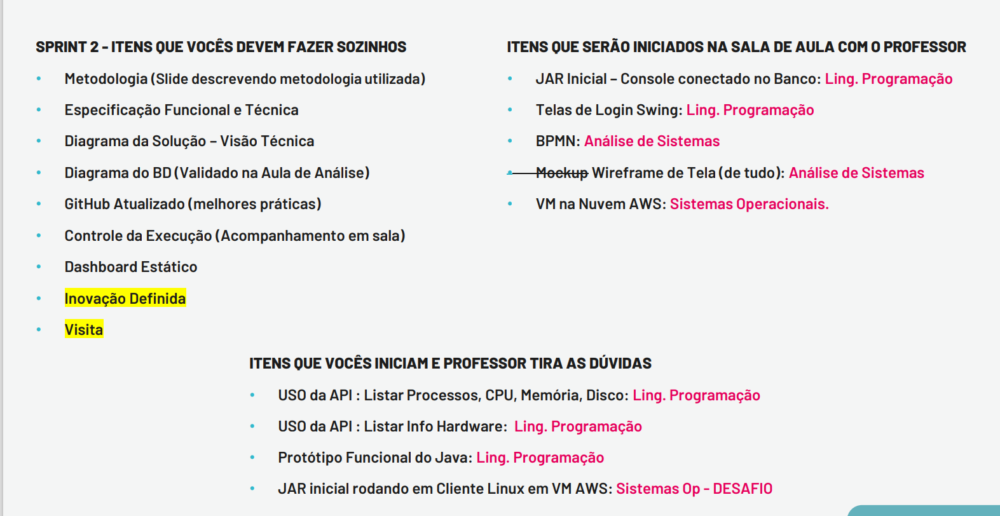 SPRINT 2 - ITENS QUE VOCÊS DEVEM FAZER SOZINHOS
• Metodologia (Slide descrevendo metodologia utilizada)
• Especificação Funcional e Técnica
• Diagrama da Solução – Visão Técnica
• Diagrama do BD (Validado na Aula de Análise)
• GitHub Atualizado (melhores práticas)
• Controle da Execução (Acompanhamento em sala)
• Dashboard Estático
• Inovação Definida
• Visita
ITENS QUE SERÃO INICIADOS NA SALA DE AULA COM O PROFESSOR
• JAR Inicial – Console conectado no Banco: Ling. Programação
• Telas de Login Swing: Ling. Programação
• BPMN: Análise de Sistemas
• Mockup Wireframe de Tela (de tudo): Análise de Sistemas
• VM na Nuvem AWS: Sistemas Operacionais.
ITENS QUE VOCÊS INICIAM E PROFESSOR TIRA AS DÚVIDAS
• USO da API : Listar Processos, CPU, Memória, Disco: Ling. Programação
• USO da API : Listar Info Hardware: Ling. Programação
• Protótipo Funcional do Java: Ling. Programação
• JAR inicial rodando em Cliente Linux em VM AWS: Sistemas Op - DESAFIO